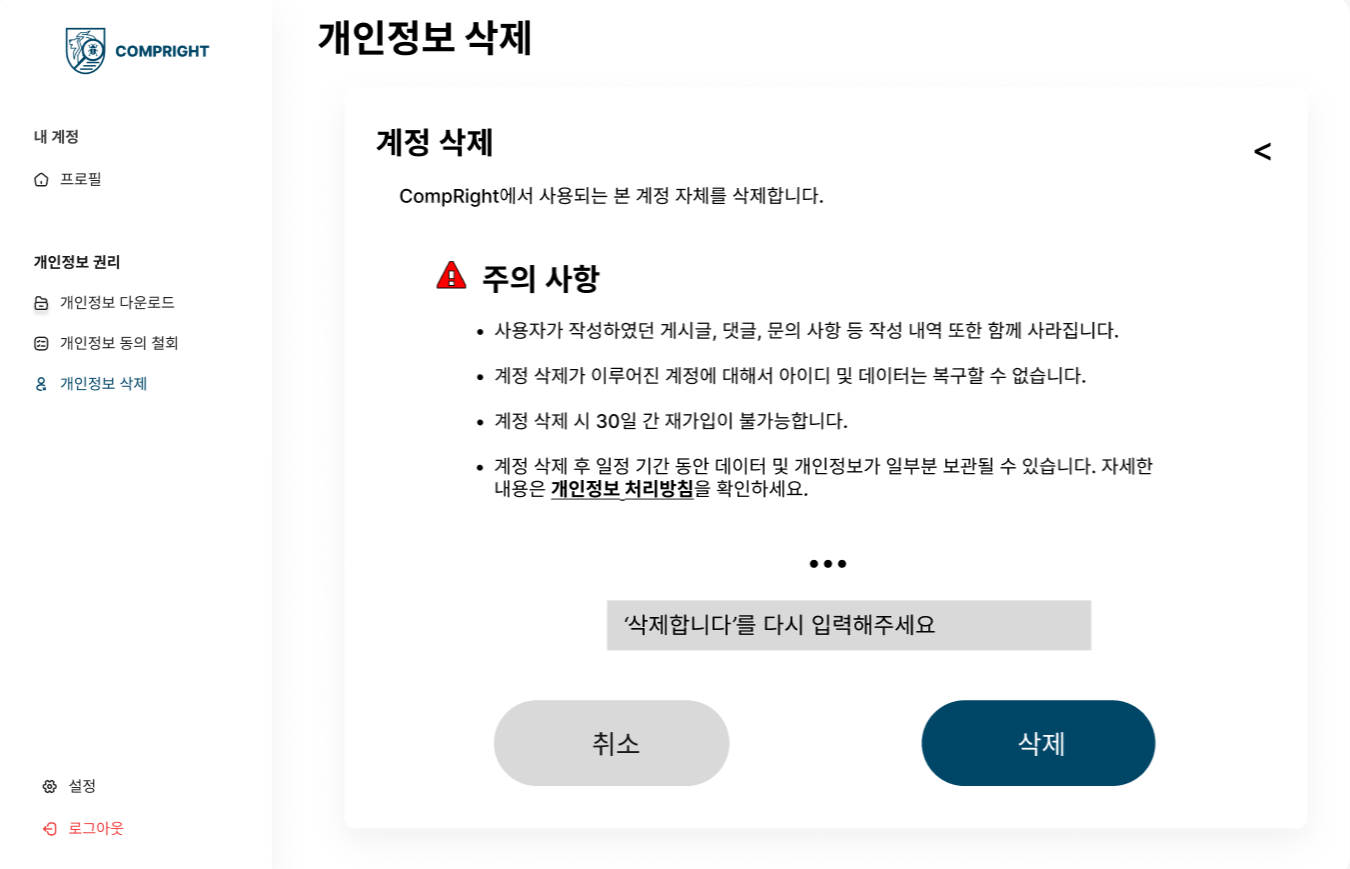 COMPRIGHT
내 계정
프로필
개인정보 권리
개인정보 다운로드
개인정보 동의 철회
개인정보 삭제
설정
로그아웃
개인정보 삭제
계정 삭제
<
CompRight에서 사용되는 본 계정 자체를 삭제합니다.
주의 사항
• 사용자가 작성하였던 게시글, 댓글, 문의 사항 등 작성 내역 또한 함께 사라집니다.
• 계정 삭제가 이루어진 계정에 대해서 아이디 및 데이터는 복구할 수 없습니다.
• 계정 삭제 시 30일 간 재가입이 불가능합니다.
• 계정 삭제 후 일정 기간 동안 데이터 및 개인정보가 일부분 보관될 수 있습니다. 자세한
내용은 개인정보 처리방침을 확인하세요.
•••
‘삭제합니다’를 다시 입력해주세요
취소
삭제